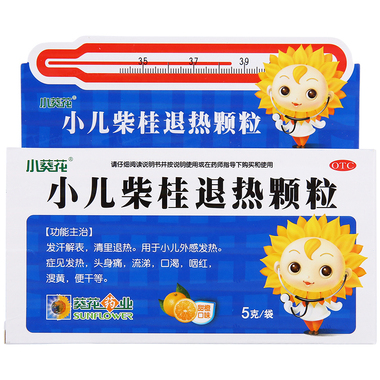 35 37 39
小葵花®
小儿柴桂退热颗粒
小葵花®
请仔细阅读说明书并按说明使用或在药师指导下购买和使用
OTC
小儿柴桂退热颗粒
【功能主治】
发汗解表，清里退热。用于小儿外感发热。
症见发热，头身痛，流涕，口渴，咽红，
溲黄，便干等。
葵花药业
SUNFLOWER
甜橙
口味
5克/袋